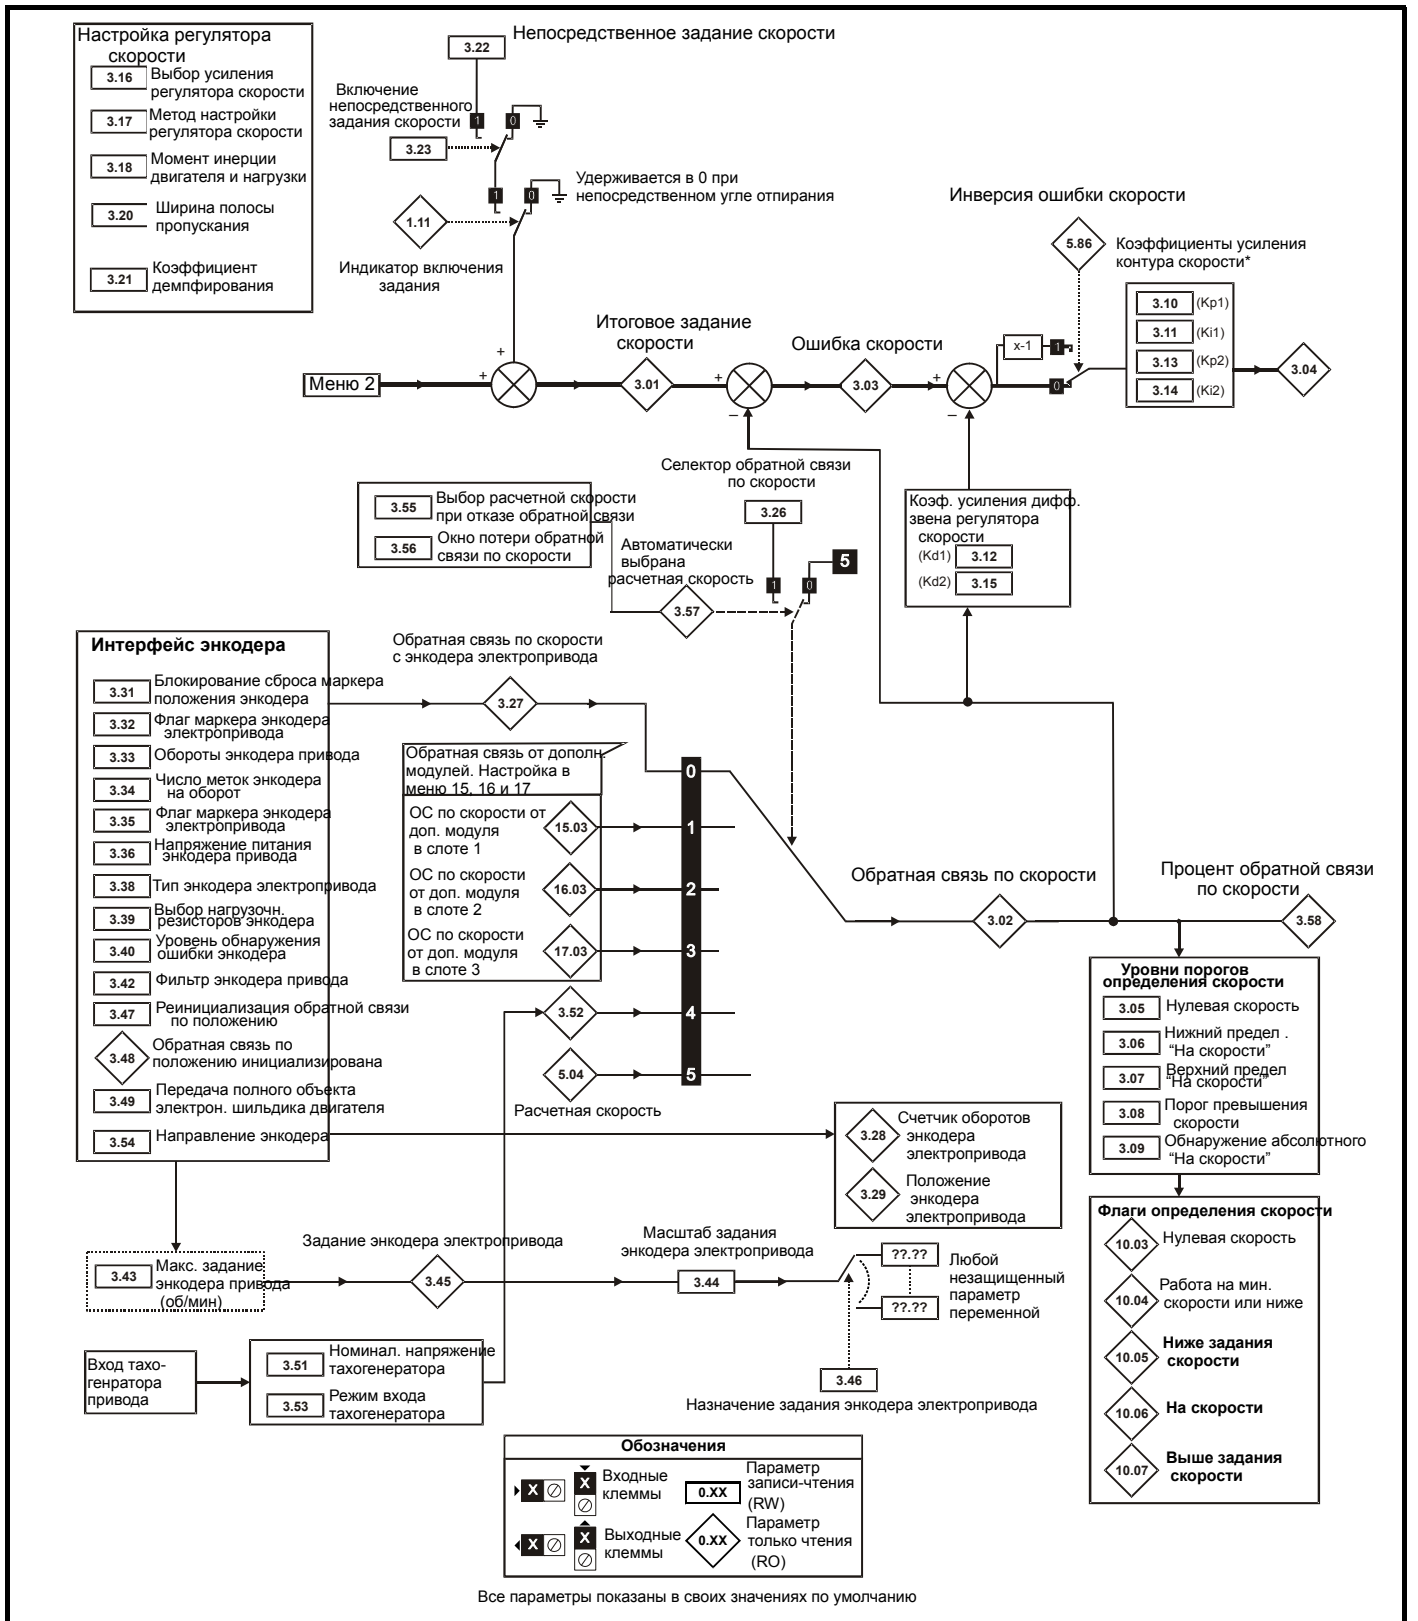 Настройка регулятора
скорости
3.16 Выбор усиления
регулятора скорости
3.17 Метод настройки
регулятора скорости
3.18 Момент инерции
двигателя и нагрузки
3.20 Ширина полосы
пропускания
3.21 Коэффициент
демпфирования
3.22
Непосредственное задание скорости
Включение
непосредственного
задания скорости
1 0
3.23
1 0
Удерживается в 0 при
непосредственном угле отпирания
1.11
Индикатор включения
задания
Инверсия ошибки скорости
5.86
Коэффициенты усиления
контура скорости*
3.10 (Kp1)
3.11 (Ki1)
3.13 (Kp2)
3.14 (Ki2)
3.04
x-1 1
0
Меню 2
+
+
Итоговое задание
скорости
3.01
+
–
Ошибка скорости
3.03
+
–
Селектор обратной связи
по скорости
3.26
1 0
5
3.55 Выбор расчетной скорости
при отказе обратной связи
3.56 Окно потери обратной
связи по скорости
Автоматически
выбрана
расчетная скорость
3.57
Коэф. усиления дифф.
звена регулятора
скорости
(Kd1) 3.12
(Kd2) 3.15
Интерфейс энкодера
3.31 Блокирование сброса маркера
положения энкодера
3.32 Флаг маркера энкодера
электропривода
3.33 Обороты энкодера привода
3.34 Число меток энкодера
на оборот
3.35 Флаг маркера энкодера
электропривода
3.36 Напряжение питания
энкодера привода
3.38 Тип энкодера электропривода
3.39 Выбор нагрузочн.
резисторов энкодера
3.40 Уровень обнаружения
ошибки энкодера
3.42 Фильтр энкодера привода
3.47 Реинициализация обратной связи
по положению
3.48 Обратная связь по
положению инициализирована
3.49 Передача полного объекта
электрон. шильдика двигателя
3.54 Направление энкодера
Обратная связь по скорости
с энкодера электропривода
3.27
Обратная связь от дополн.
модулей. Настройка в
меню 15, 16 и 17
ОС по скорости от
доп. модуля
в слоте 1
15.03
ОС по скорости
от доп. модуля
в слоте 2
16.03
ОС по скорости
от доп. модуля
в слоте 3
17.03
3.52
5.04
Расчетная скорость
0
1
2
3
4
5
Обратная связь по скорости
3.02
Процент обратной связи
по скорости
3.58
Уровни порогов
определения скорости
3.05 Нулевая скорость
3.06 Нижний предел .
“На скорости”
3.07 Верхний предел
“На скорости”
3.08 Порог превышения
скорости
3.09 Обнаружение абсолютного
“На скорости”
3.28 Счетчик оборотов
энкодера
электропривода
3.29 Положение
энкодера
электропривода
Флаги определения скорости
10.03 Нулевая скорость
10.04 Работа на мин.
скорости или ниже
10.05 Ниже задания
скорости
10.06 На скорости
10.07 Выше задания
скорости
3.43 Макс. задание
энкодера привода
(об/мин)
Задание энкодера электропривода
3.45
Масштаб задания
энкодера электропривода
3.44
??.??
??.??
Любой
незащищенный
параметр
переменной
3.46
Назначение задания энкодера электропривода
Вход тахо-
генратора
привода
3.51 Номинал. напряжение
тахогенератора
3.53 Режим входа
тахогенератора
Обозначения
X X Входные
клеммы
0.XX Параметр
записи-чтения
(RW)
X X Выходные
клеммы
0.XX Параметр
только чтения
(RO)
Все параметры показаны в своих значениях по умолчанию